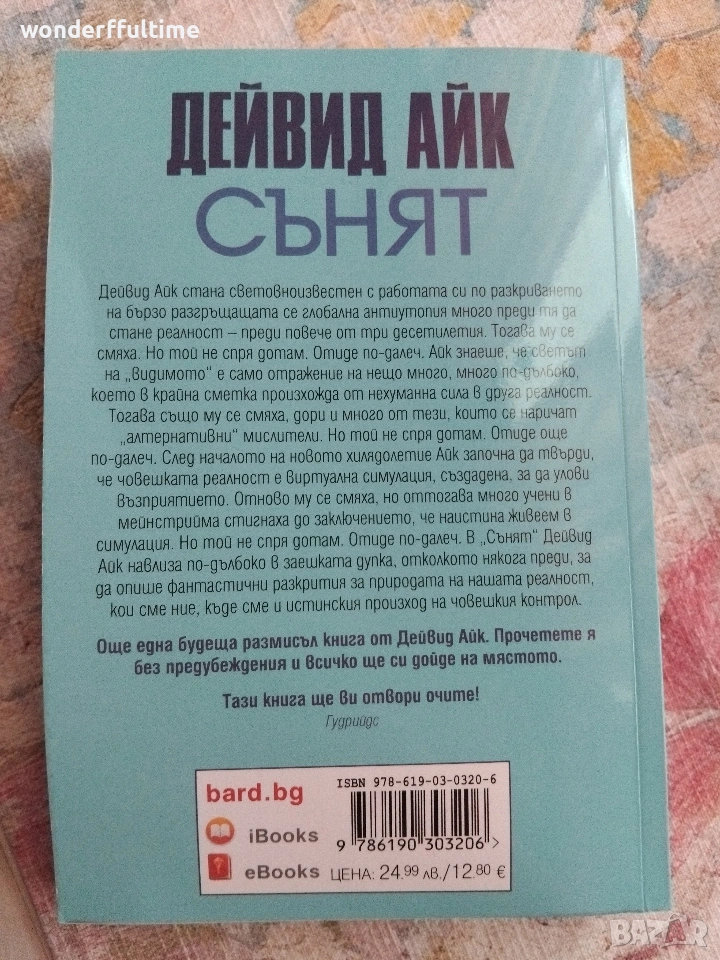 wonderffultime
ДЕЙВИД АЙК
СЪНЯТ
Дейвид Айк стана световноизвестен с работата си по разкриването
на бързо разгръщащата се глобална антиутопия много преди тя да
стане реалност – преди повече от три десетилетия. Тогава му се
смяха. Но той не спря дотам. Отиде по-далеч. Айк знаеше, че светът
на „видимото“ е само отражение на нещо много, много по-дълбоко,
което в крайна сметка произхожда от нехуманна сила в друга реалност.
Тогава също му се смяха, дори и много от тези, които се наричат
„алтернативни“ мислители. Но той не спря дотам. Отиде още
по-далеч. След началото на новото хилядолетие Айк започна да твърди,
че човешката реалност е виртуална симулация, създадена, за да улови
възприятието. Отново му се смяха, но оттогава много учени в
мейнстрийма стигнаха до заключението, че наистина живеем в
симулация. Но той не спря дотам. Отиде по-далеч. В „Сънят“ Дейвид
Айк навлиза по-дълбоко в заешката дупка, отколкото някога преди, за
да опише фантастични разкрития за природата на нашата реалност,
кои сме ние, къде сме и истинския произход на човешкия контрол.
Още една будеща размисъл книга от Дейвид Айк. Прочетете я
без предубеждения и всичко ще си дойде на мястото.
Тази книга ще ви отвори очите!
Гудрийдс
bard.bg
iBooks
eBooks
ISBN 978-619-03-0320-6
9 786190 303206 >
ЦЕНА: 24.99 лв./12.80 €
BAZAR